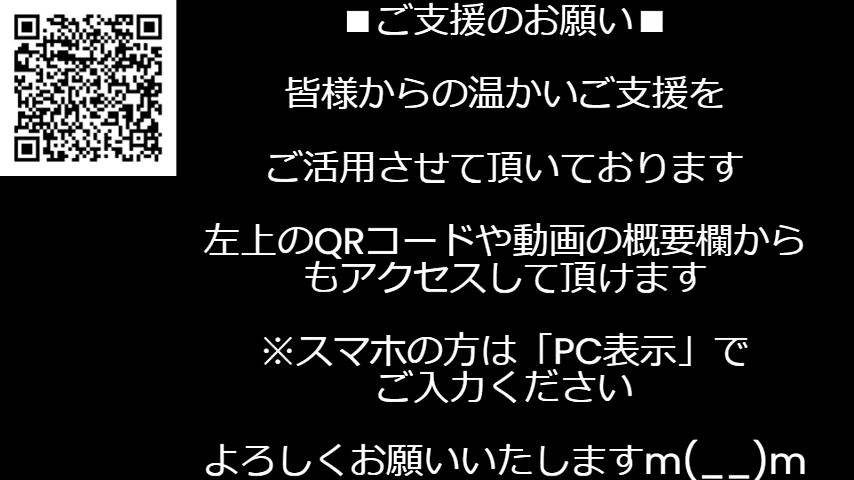 ■ご支援のお願い■
皆様からの温かいご支援を
ご活用させて頂いております
左上のQRコードや動画の概要欄から
もアクセスして頂けます
※スマホの方は「PC表示」で
ご入力ください
よろしくお願いいたしますm(__)m